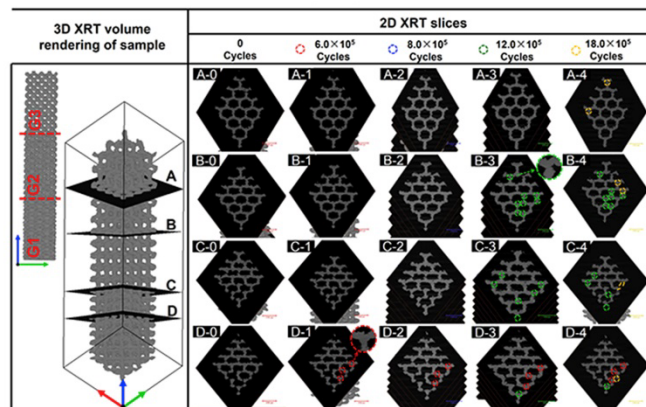 3D XRT volume
rendering of sample
2D XRT slices
0
Cycles
6.0×10⁵
Cycles
8.0×10⁵
Cycles
12.0×10⁵
Cycles
18.0×10⁵
Cycles
G3
G2
G1
A
B
C
D
A-0
A-1
A-2
A-3
A-4
B-0
B-1
B-2
B-3
B-4
C-0
C-1
C-2
C-3
C-4
D-0
D-1
D-2
D-3
D-4